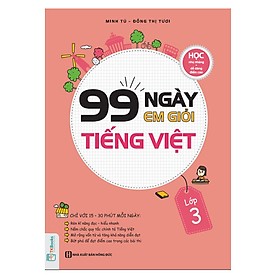 MINH TÚ - ĐỒNG THỊ TƯƠI
HỌC
99 NGÀY
EM GIỎI
TIẾNG VIỆT
Lớp
3
CHỈ VỚI 15 - 30 PHÚT MỖI NGÀY:
Rèn kĩ năng đọc - hiểu nhanh
Nắm chắc quy tắc chính tả Tiếng Việt
Mở rộng vốn từ và tăng khả năng diễn đạt
Bứt phá để đạt điểm cao trong các bài thi
NHÀ XUẤT BẢN HỒNG ĐỨC